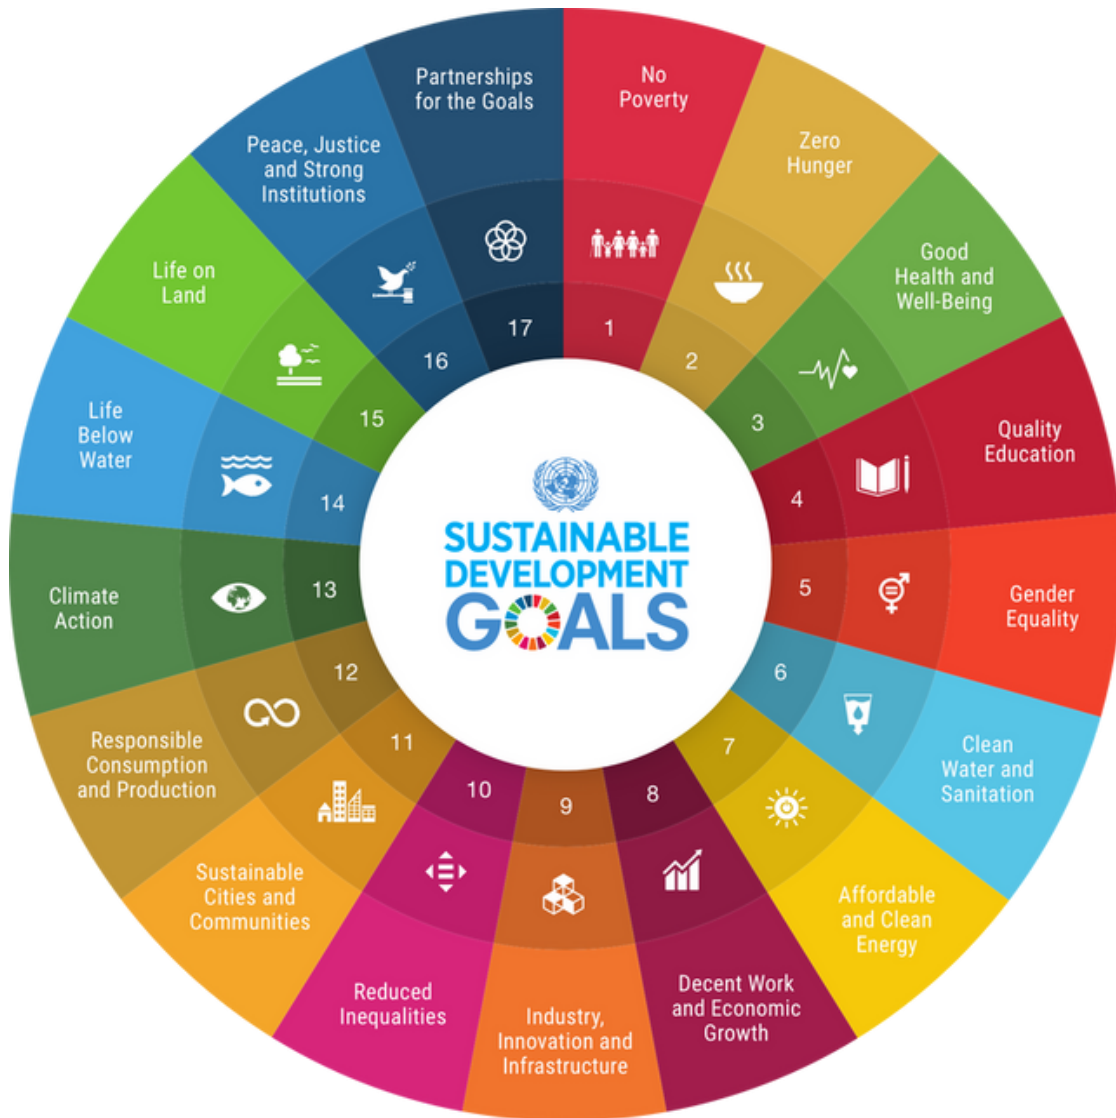 No
Poverty
1
Zero
Hunger
2
Good
Health and
Well-Being
3
Quality
Education
4
Gender
Equality
5
Clean
Water and
Sanitation
6
Affordable
and Clean
Energy
7
Decent Work
and Economic
Growth
8
Industry,
Innovation and
Infrastructure
9
Reduced
Inequalities
10
Sustainable
Cities and
Communities
11
Responsible
Consumption
and Production
12
Climate
Action
13
Life
Below
Water
14
Life on
Land
15
Peace, Justice
and Strong
Institutions
16
Partnerships
for the Goals
17
SUSTAINABLE
DEVELOPMENT
GOALS